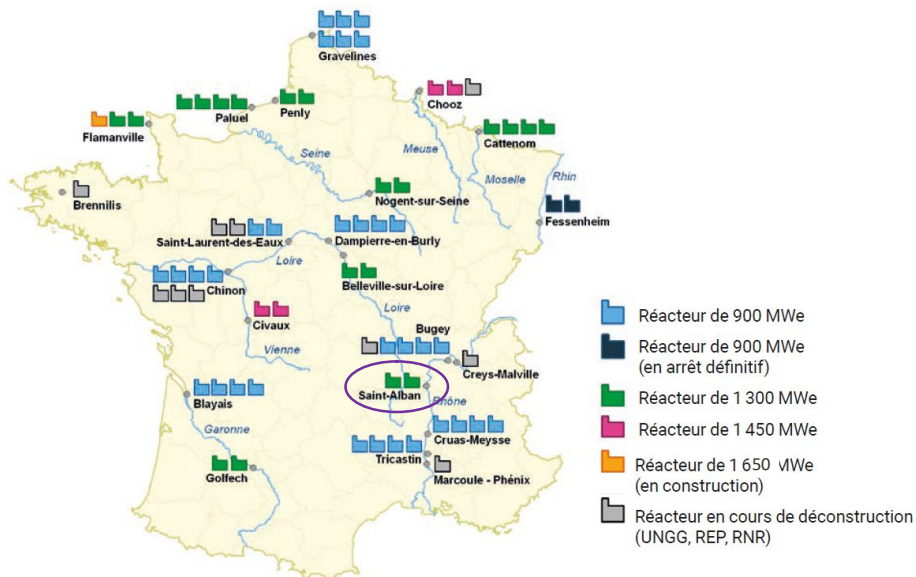 Gravelines
Penly
Paluel
Chooz
Flamanville
Cattenom
Seine
Meuse
Moselle
Rhin
Brennilis
Nogent-sur-Seine
Fessenheim
Saint-Laurent-des-Eaux
Dampierre-en-Burly
Loire
Chinon
Belleville-sur-Loire
Loire
Civaux
Bugey
Vienne
Creys-Malville
Saint-Alban
Rhône
Blayais
Garonne
Cruas-Meysse
Tricastin
Golfech
Marcoule - Phénix
Réacteur de 900 MWe
Réacteur de 900 MWe
(en arrêt définitif)
Réacteur de 1 300 MWe
Réacteur de 1 450 MWe
Réacteur de 1 650 MWe
(en construction)
Réacteur en cours de déconstruction
(UNGG, REP, RNR)